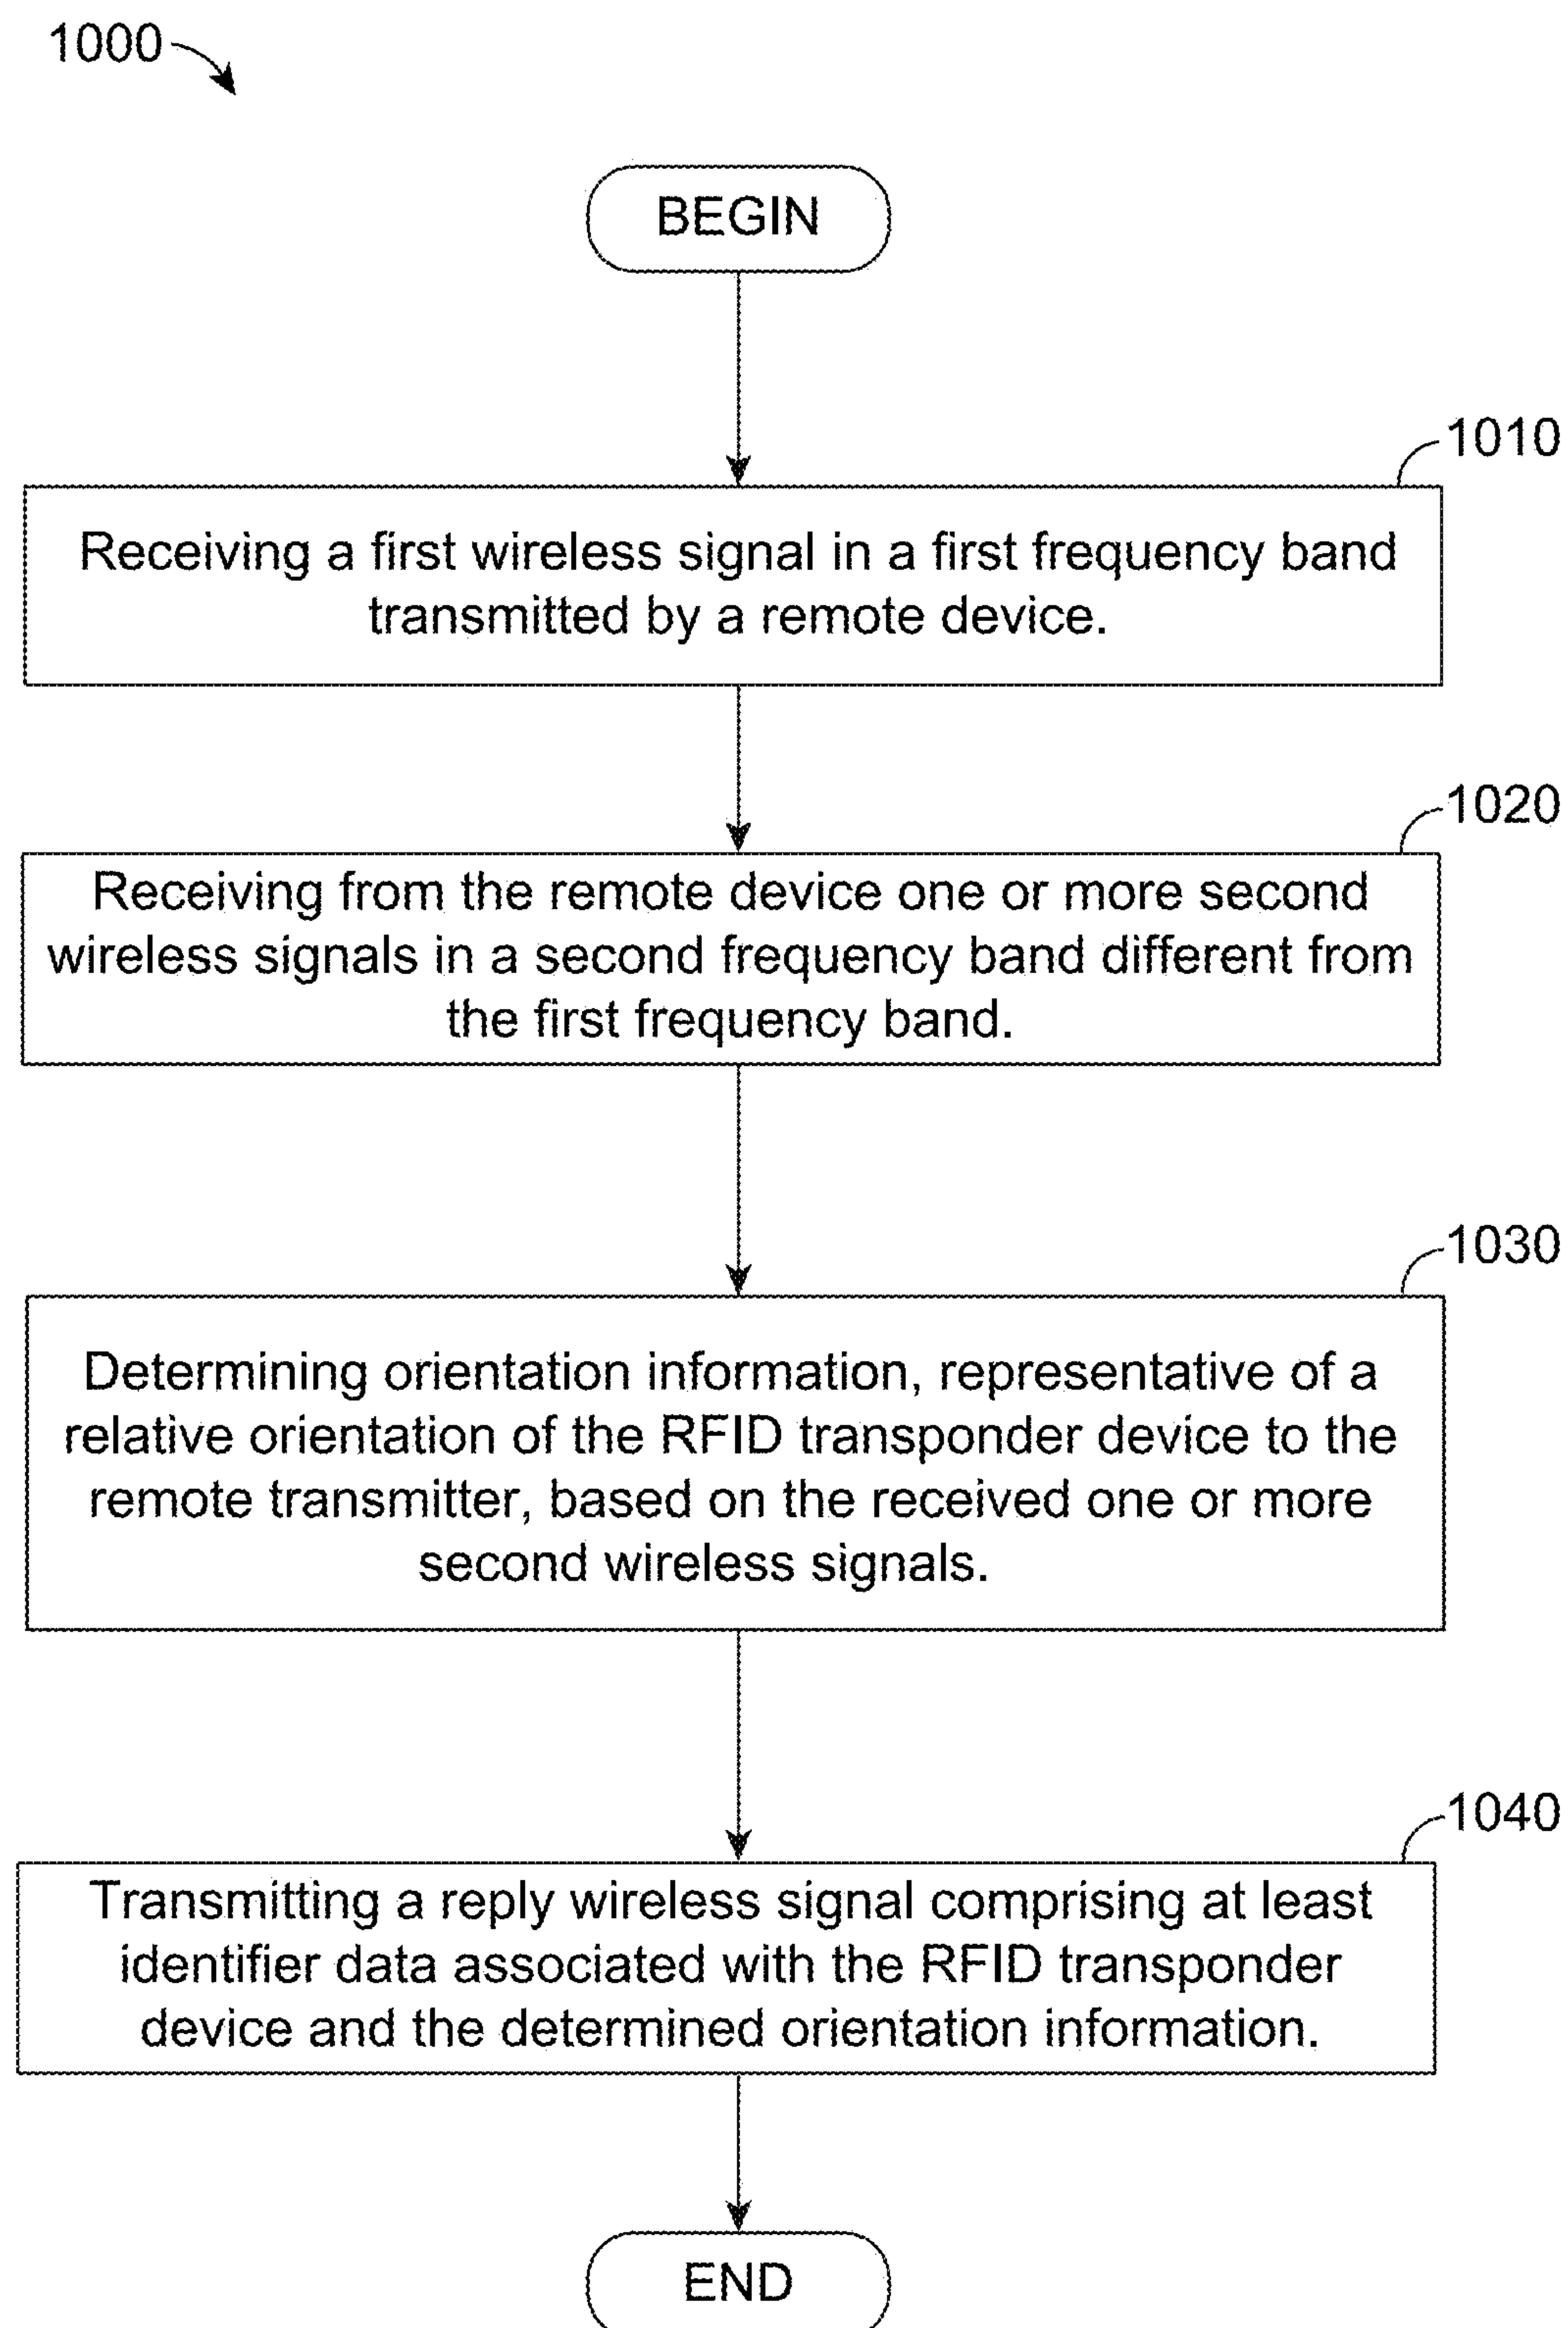 1000
BEGIN
1010
Receiving a first wireless signal in a first frequency band
transmitted by a remote device.
1020
Receiving from the remote device one or more second
wireless signals in a second frequency band different from
the first frequency band.
1030
Determining orientation information, representative of a
relative orientation of the RFID transponder device to the
remote transmitter, based on the received one or more
second wireless signals.
1040
Transmitting a reply wireless signal comprising at least
identifier data associated with the RFID transponder
device and the determined orientation information.
END